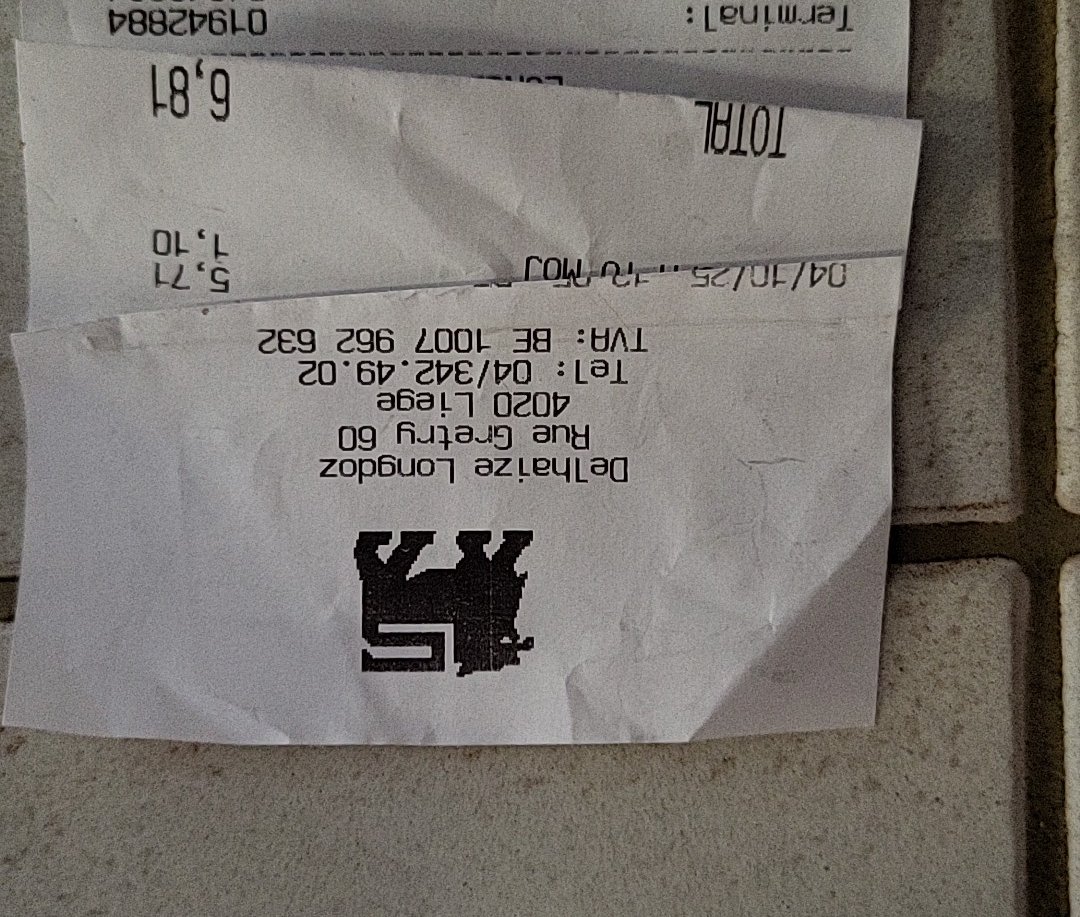 Delhaize Longdoz
Rue Gretry 60
4020 Liege
Tel: 04/342.49.02
TVA: BE 1007 962 632
04/10/25
5,71
1,10
TOTAL 6,81
Terminal: 01942884